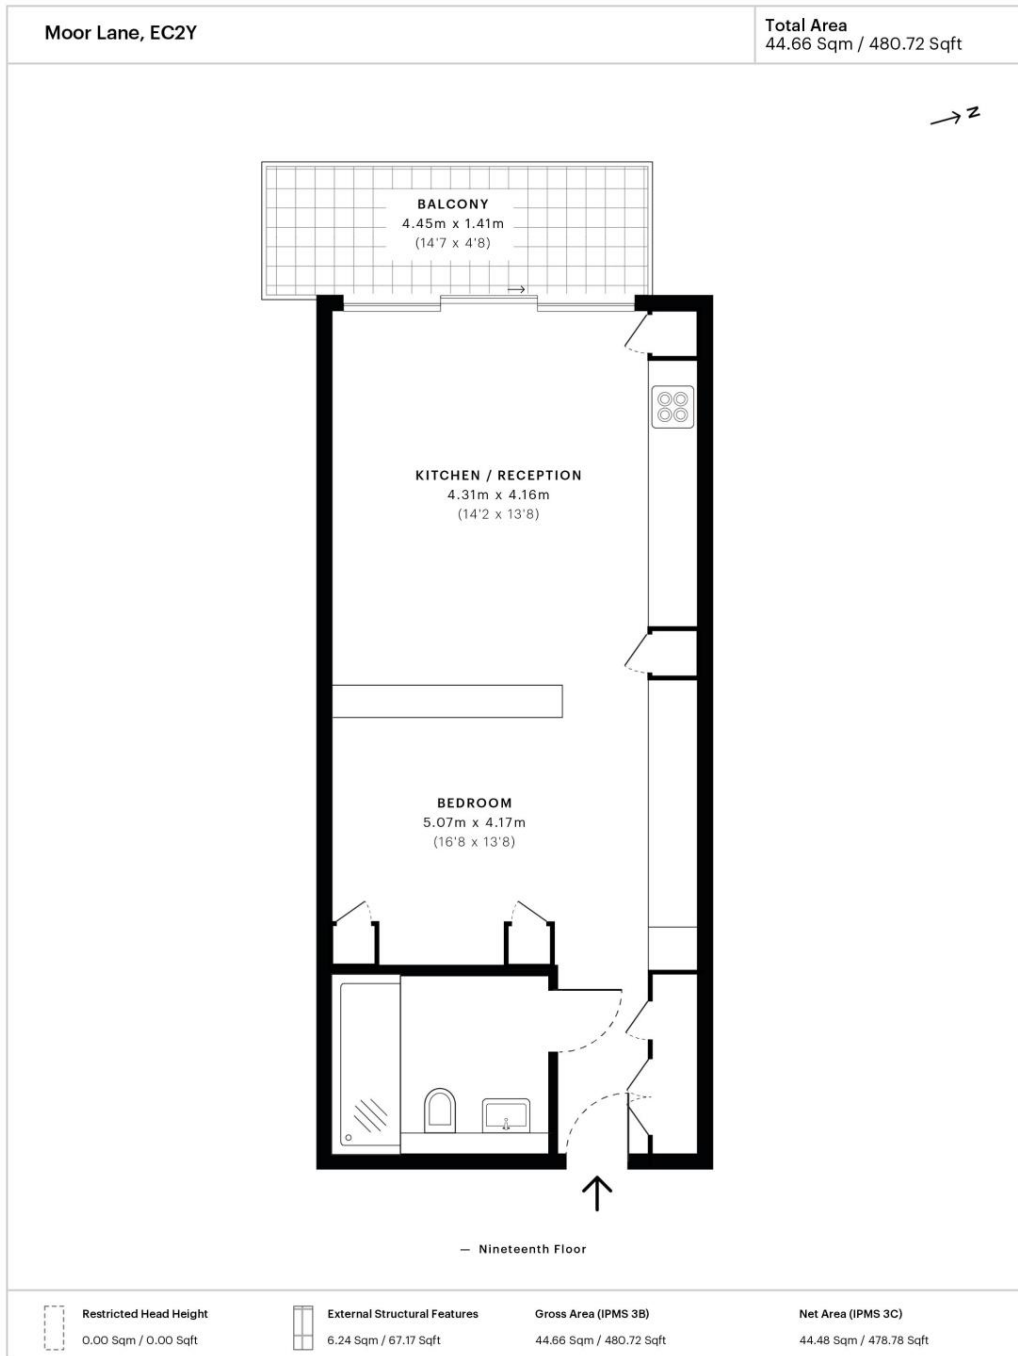 Moor Lane, EC2Y
Total Area
44.66 Sqm / 480.72 Sqft
N
BALCONY
4.45m x 1.41m
(14'7 x 4'8)
KITCHEN / RECEPTION
4.31m x 4.16m
(14'2 x 13'8)
BEDROOM
5.07m x 4.17m
(16'8 x 13'8)
— Nineteenth Floor
Restricted Head Height
0.00 Sqm / 0.00 Sqft
External Structural Features
6.24 Sqm / 67.17 Sqft
Gross Area (IPMS 3B)
44.66 Sqm / 480.72 Sqft
Net Area (IPMS 3C)
44.48 Sqm / 478.78 Sqft